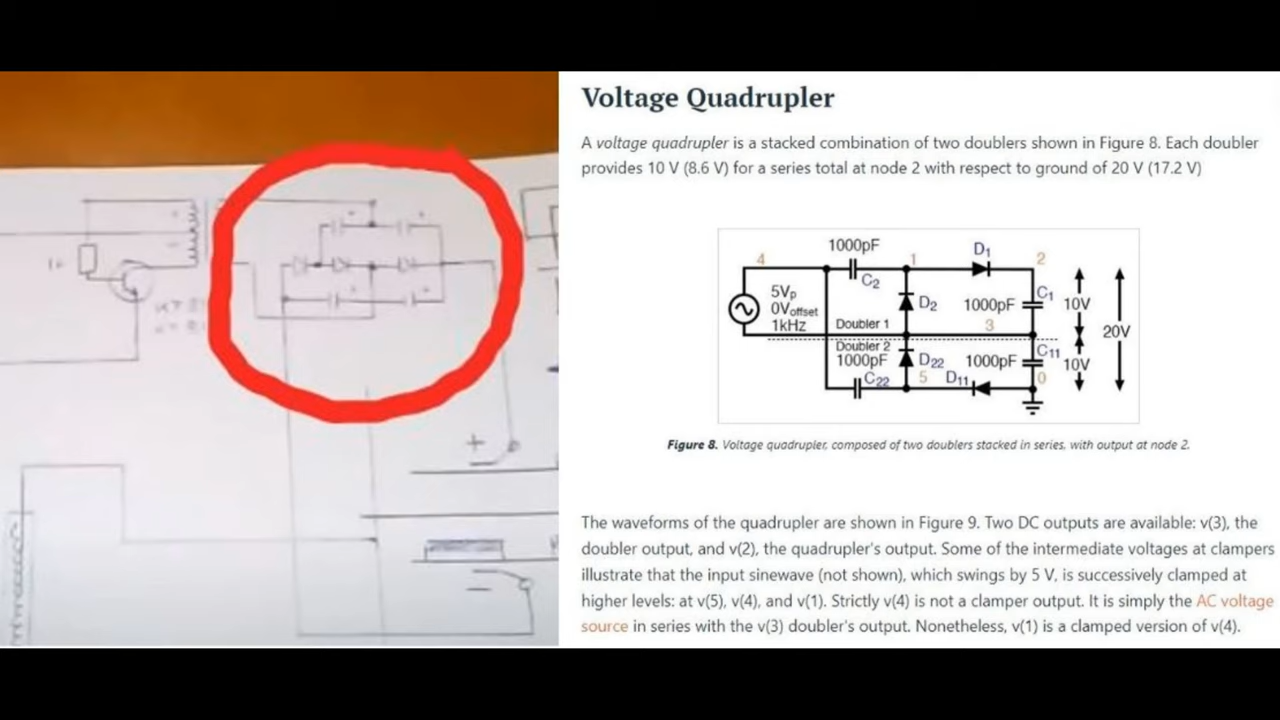 Voltage Quadrupler
A voltage quadrupler is a stacked combination of two doublers shown in Figure 8. Each doubler
provides 10 V (8.6 V) for a series total at node 2 with respect to ground of 20 V (17.2 V)
1000pF
D1
4
1
2
C2
5Vp
0Voffset
1kHz
D2
1000pF
C1
10V
Doubler 1
3
20V
Doubler 2
1000pF
D22
1000pF
C11
10V
C22
5
D11
0
Figure 8. Voltage quadrupler, composed of two doublers stacked in series, with output at node 2.
The waveforms of the quadrupler are shown in Figure 9. Two DC outputs are available: v(3), the
doubler output, and v(2), the quadrupler's output. Some of the intermediate voltages at clampers
illustrate that the input sinewave (not shown), which swings by 5 V, is successively clamped at
higher levels: at v(5), v(4), and v(1). Strictly v(4) is not a clamper output. It is simply the AC voltage
source in series with the v(3) doubler's output. Nonetheless, v(1) is a clamped version of v(4).